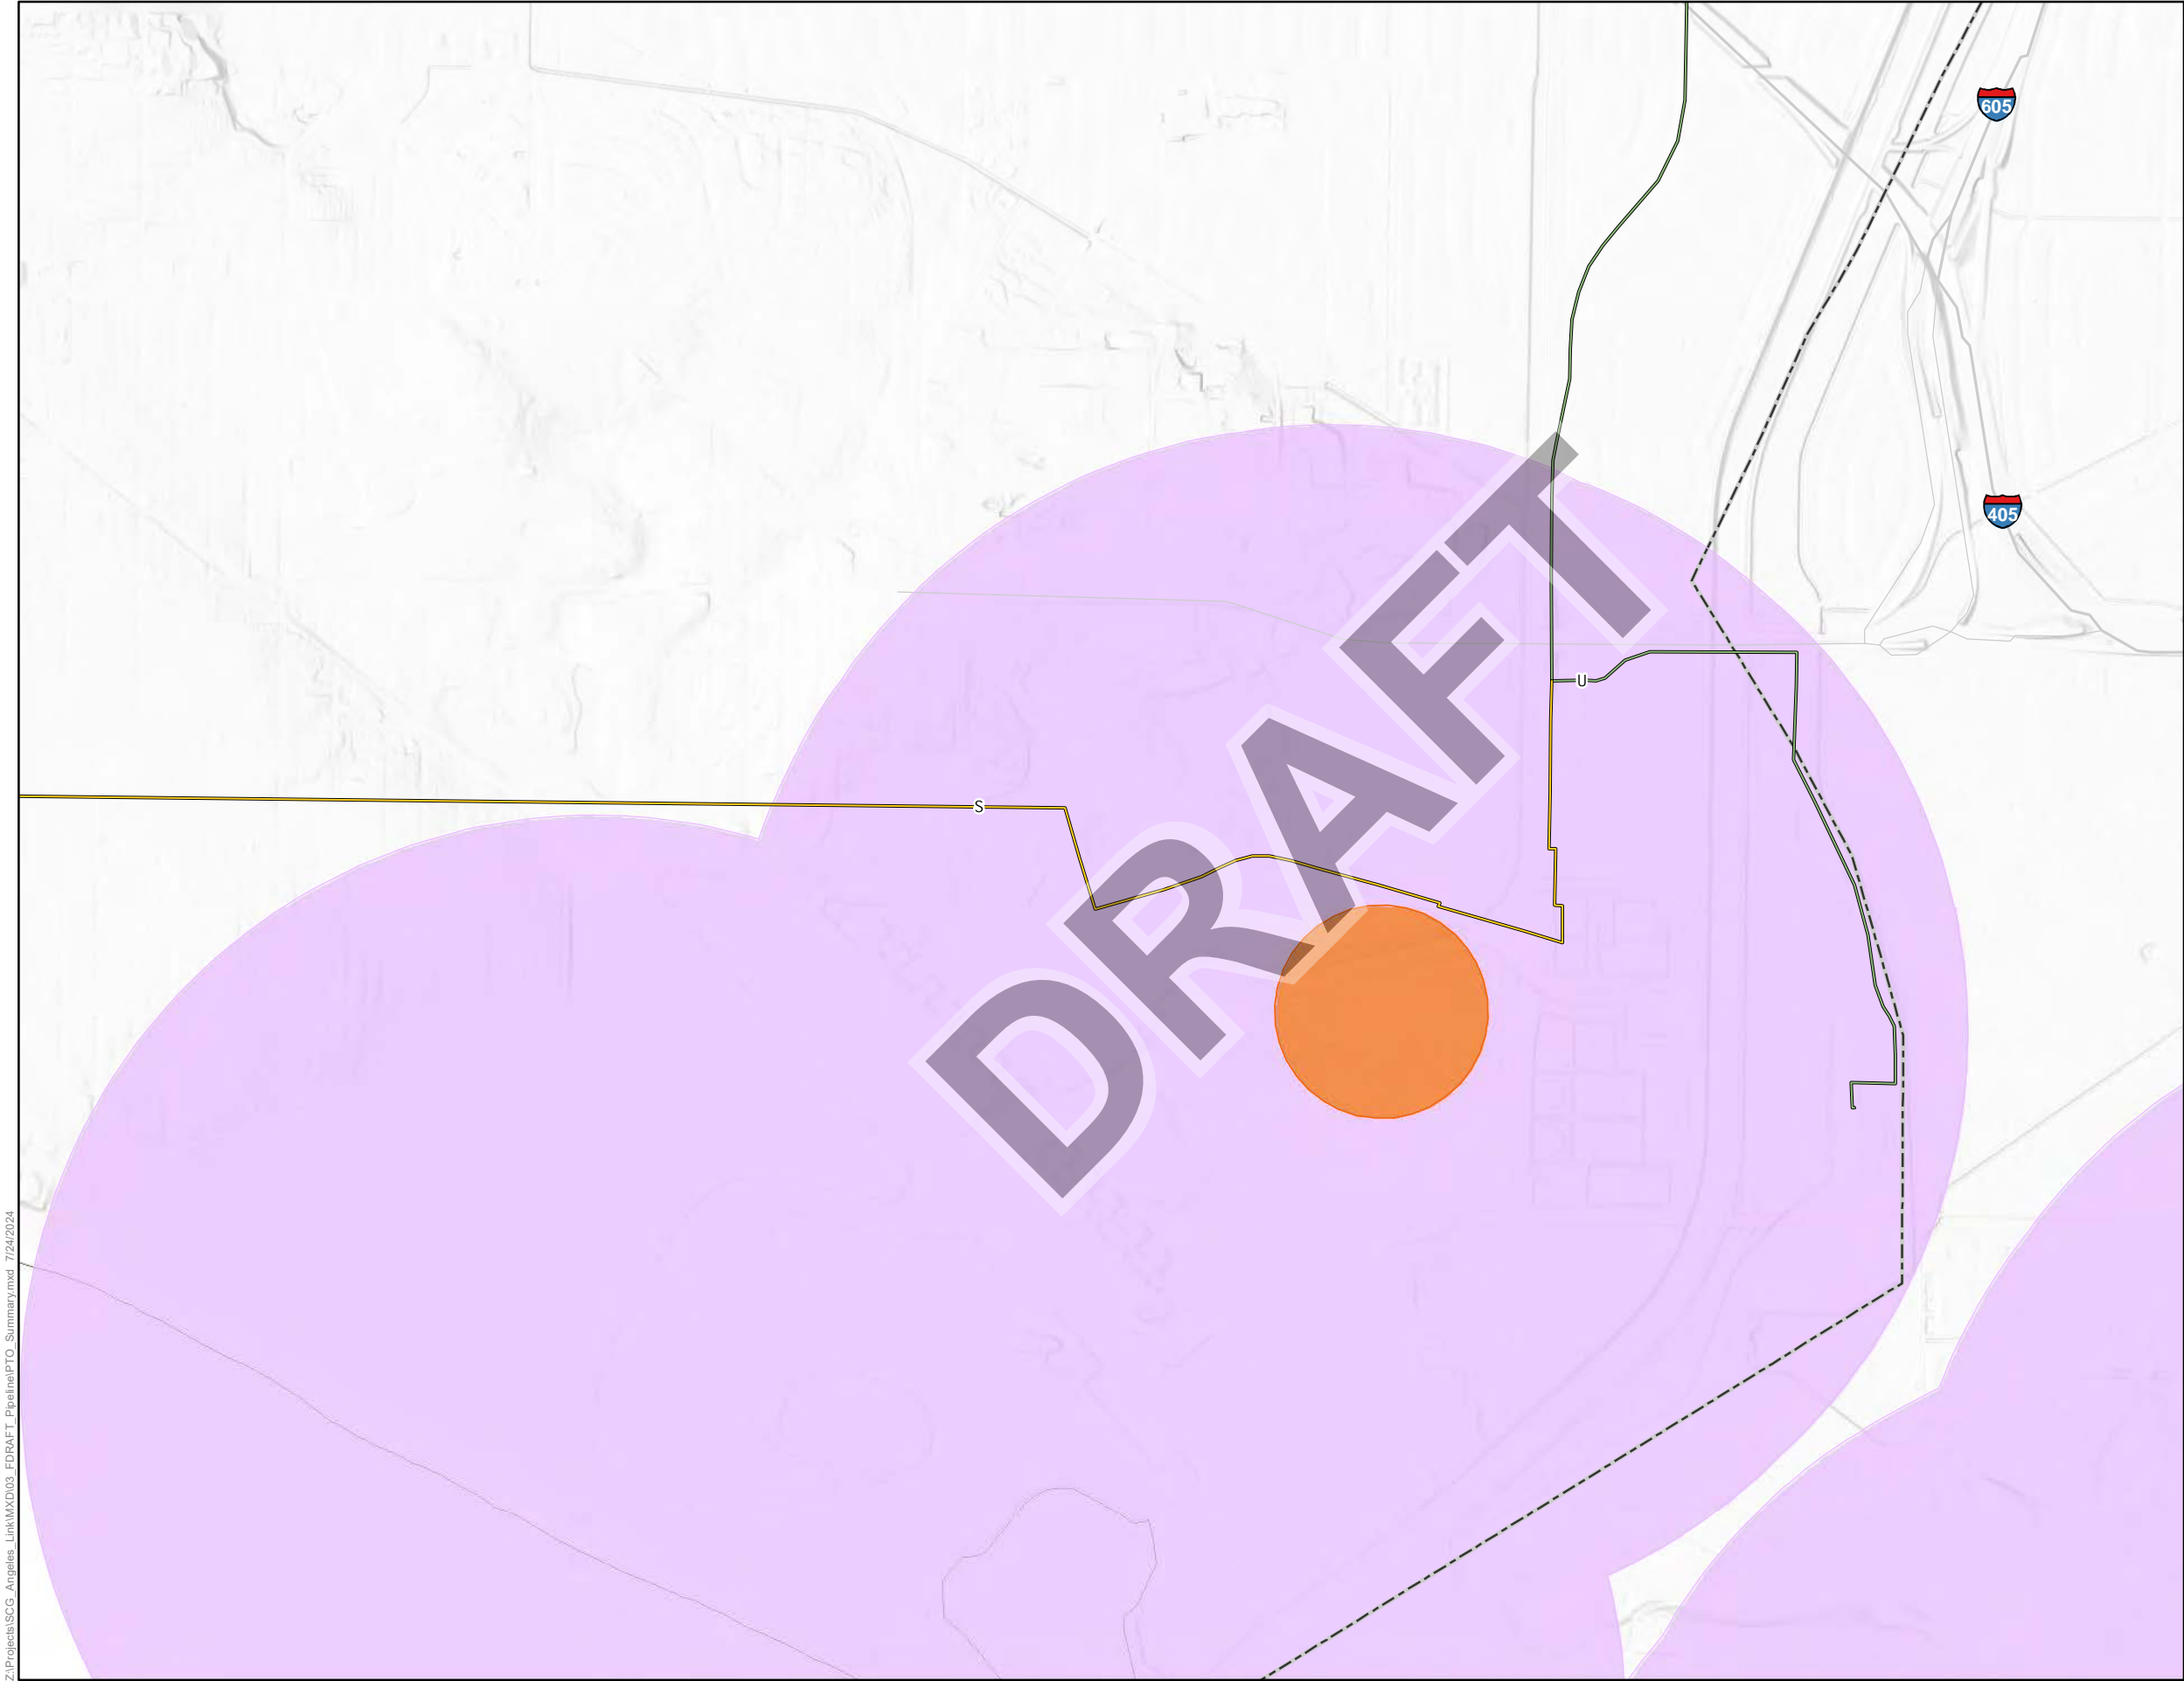 605
405
U
S
DRAFT
Z:\Projects\SCG_Angeles_Link\MXD\03_FDRAFT_Pipeline\PTO_Summary.mxd 7/24/2024